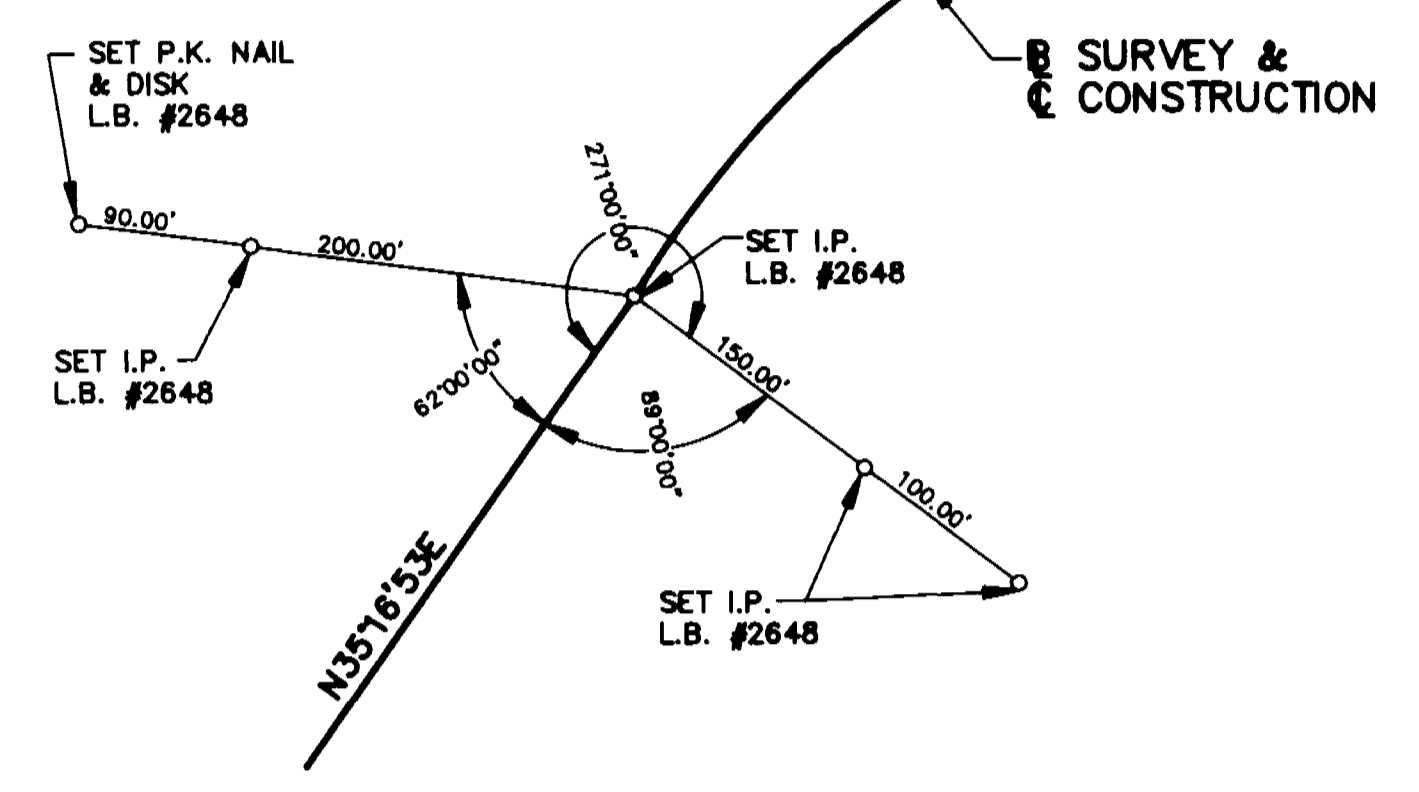 SET P.K. NAIL
& DISK
L.B. #2648
℄ SURVEY &
℄ CONSTRUCTION
90.00'
200.00'
271°00'00"
SET I.P.
L.B. #2648
SET I.P.
L.B. #2648
62°00'00"
150.00'
89°00'00"
100.00'
N35°16'53E
SET I.P.
L.B. #2648